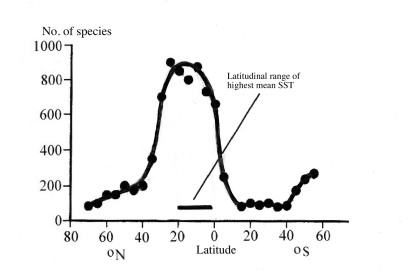 No. of species
1000
800
Latitudinal range of
highest mean SST
600
400
200
0
80 60 40 20 0 20 40 60
oN Latitude oS